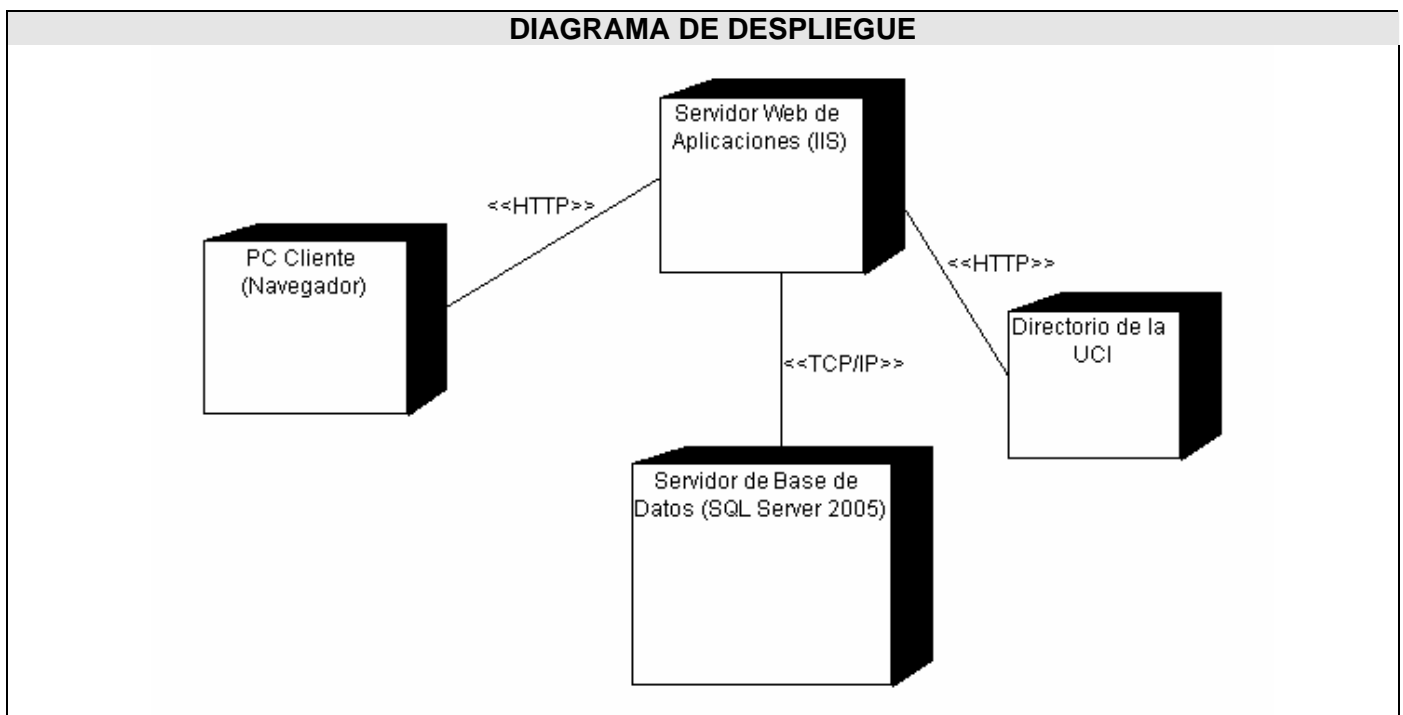 DIAGRAMA DE DESPLIEGUE
Servidor Web de
Aplicaciones (IIS)
<<HTTP>>
PC Cliente
(Navegador)
<<HTTP>>
Directorio de la
UCI
<<TCP/IP>>
Servidor de Base de
Datos (SQL Server 2005)